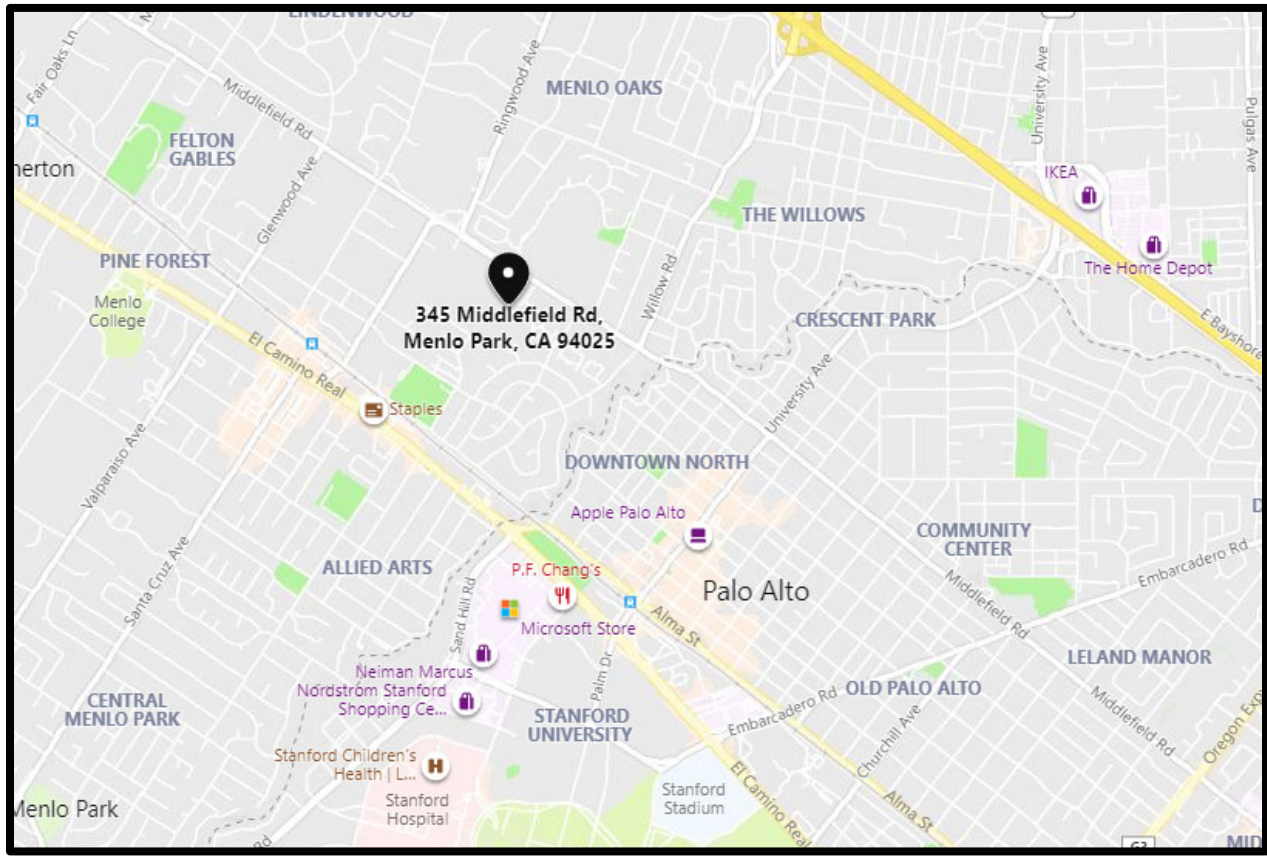 LINDENWOOD
Fair Oaks Ln
Middlefield Rd
Ringwood Ave
MENLO OAKS
University Ave
Pulgas Ave
FELTON
GABLES
herton
Glenwood Ave
IKEA
THE WILLOWS
PINE FOREST
Willow Rd
The Home Depot
Menlo
College
345 Middlefield Rd,
Menlo Park, CA 94025
CRESCENT PARK
E Bayshore
El Camino Real
University Ave
Staples
Valparaiso Ave
DOWNTOWN NORTH
Apple Palo Alto
COMMUNITY
CENTER
D
Embarcadero Rd
Santa Cruz Ave
ALLIED ARTS
P.F. Chang's
Palo Alto
Middlefield Rd
Sand Hill Rd
Microsoft Store
Alma St
Neiman Marcus
Nordstrom Stanford
Shopping Ce...
Palm Dr
LELAND MANOR
CENTRAL
MENLO PARK
STANFORD
UNIVERSITY
Embarcadero Rd
OLD PALO ALTO
Churchill Ave
Middlefield Rd
Oregon Exp
Stanford Children's
Health | L...
Stanford
Hospital
Stanford
Stadium
El Camino Real
Alma St
Menlo Park
Rd
G3
MID